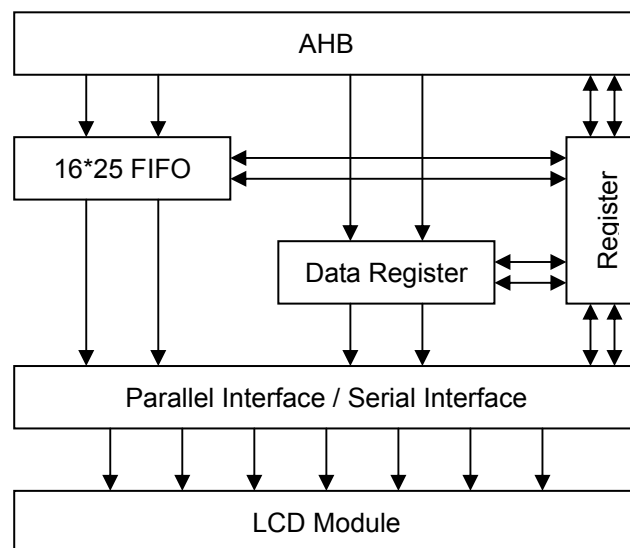 AHB
16*25 FIFO
Register
Data Register
Parallel Interface / Serial Interface
LCD Module